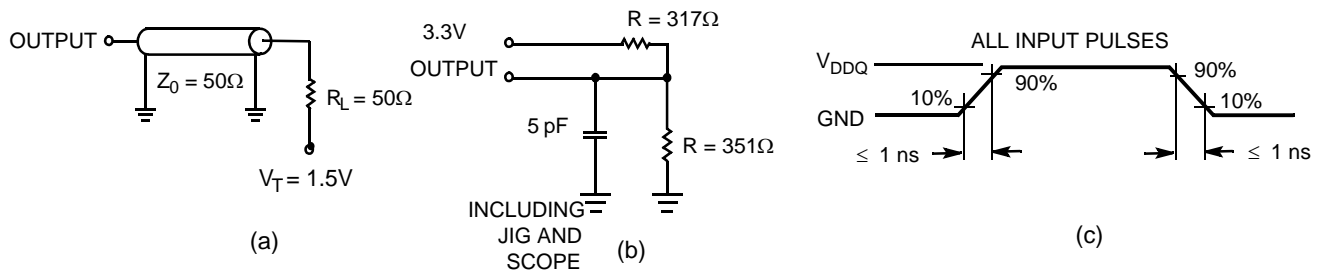 OUTPUT
Z0 = 50Ω
RL = 50Ω
VT = 1.5V
(a)
R = 317Ω
3.3V
OUTPUT
5 pF
R = 351Ω
INCLUDING
JIG AND
SCOPE
(b)
ALL INPUT PULSES
VDDQ
90%
90%
10%
10%
GND
≤ 1 ns
≤ 1 ns
(c)